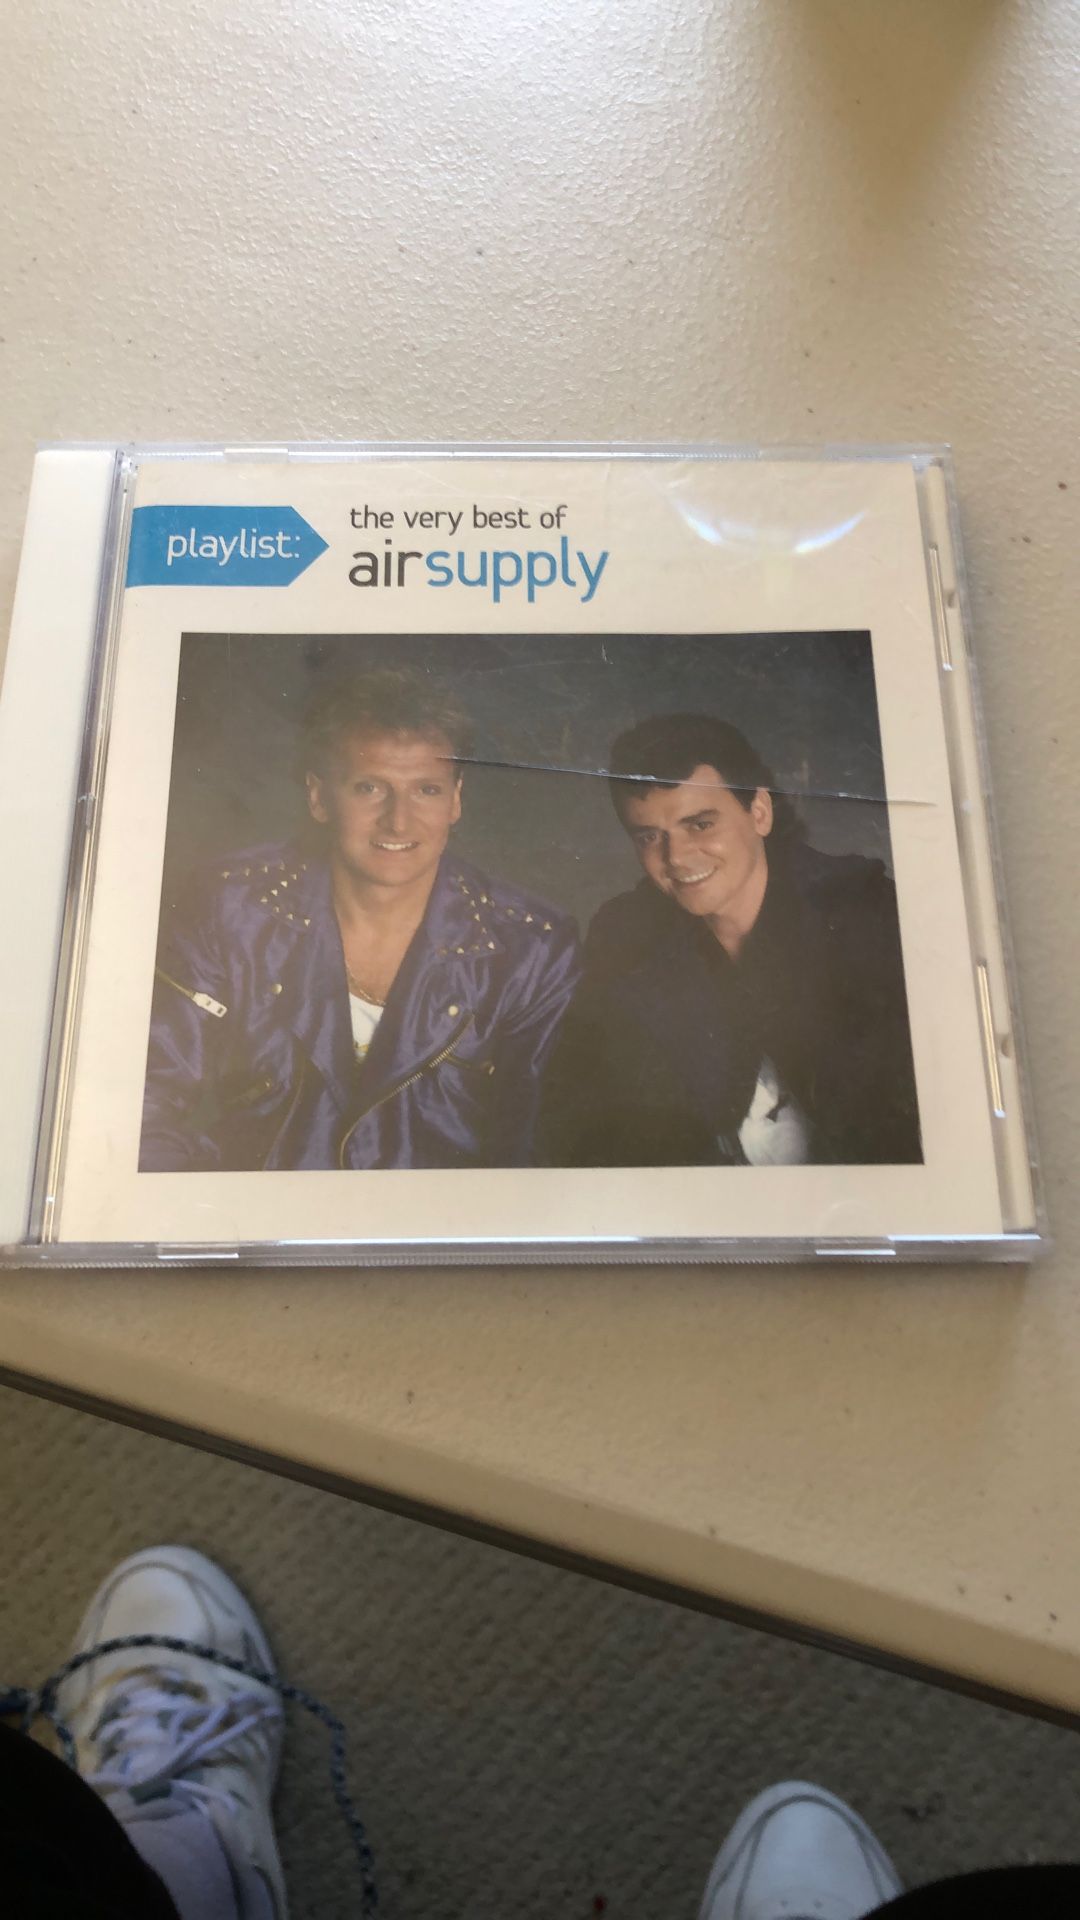 playlist:
the very best of
airsupply